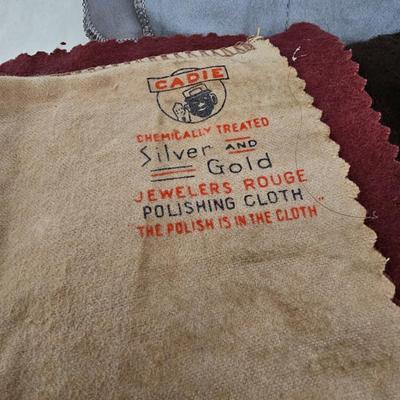 CADIE
CHEMICALLY TREATED
Silver AND
Gold
JEWELERS ROUGE
POLISHING CLOTH
THE POLISH IS IN THE CLOTH"